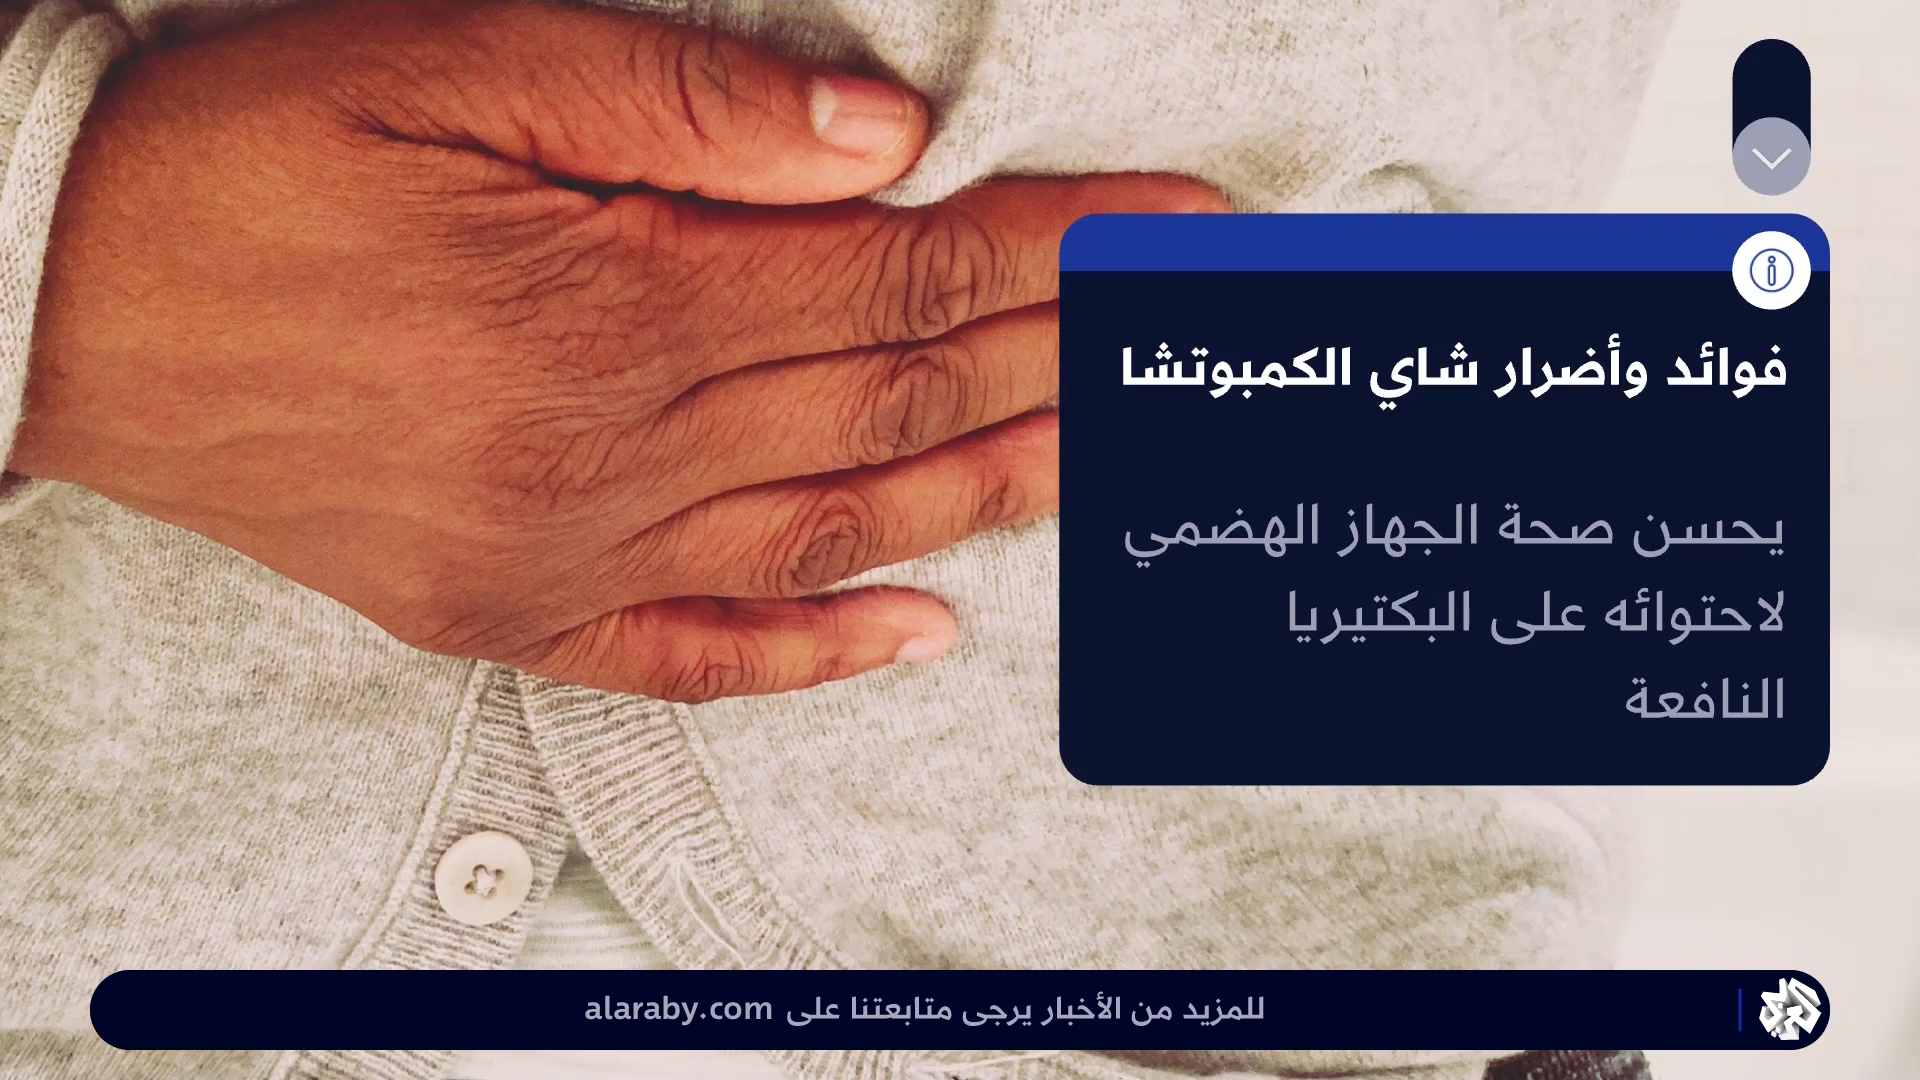 فوائد وأضرار شاي الكمبوتشا
يحسن صحة الجهاز الهضمي
لاحتوائه على البكتيريا
النافعة
للمزيد من الأخبار يرجى متابعتنا على alaraby.com